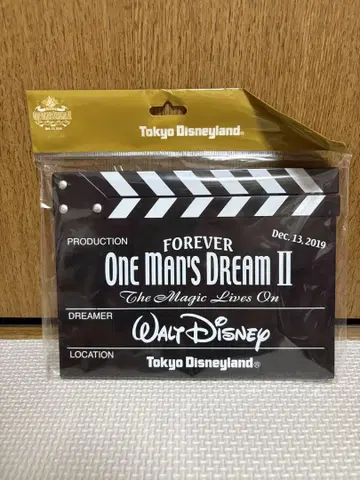 Tokyo Disneyland®
PRODUCTION
FOREVER
Dec. 13, 2019
ONE MAN'S DREAM II
The Magic Lives On
DREAMER
WALT DISNEY
LOCATION
Tokyo Disneyland®